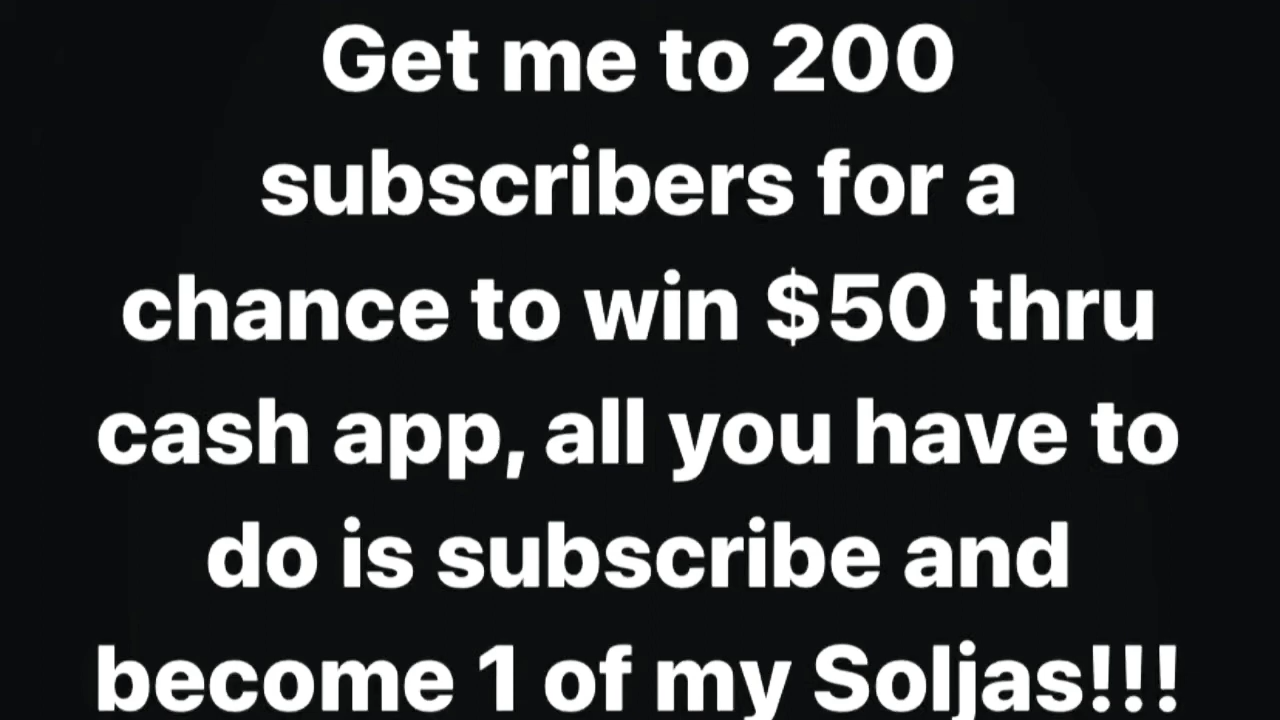 Get me to 200
subscribers for a
chance to win $50 thru
cash app, all you have to
do is subscribe and
become 1 of my Soljas!!!